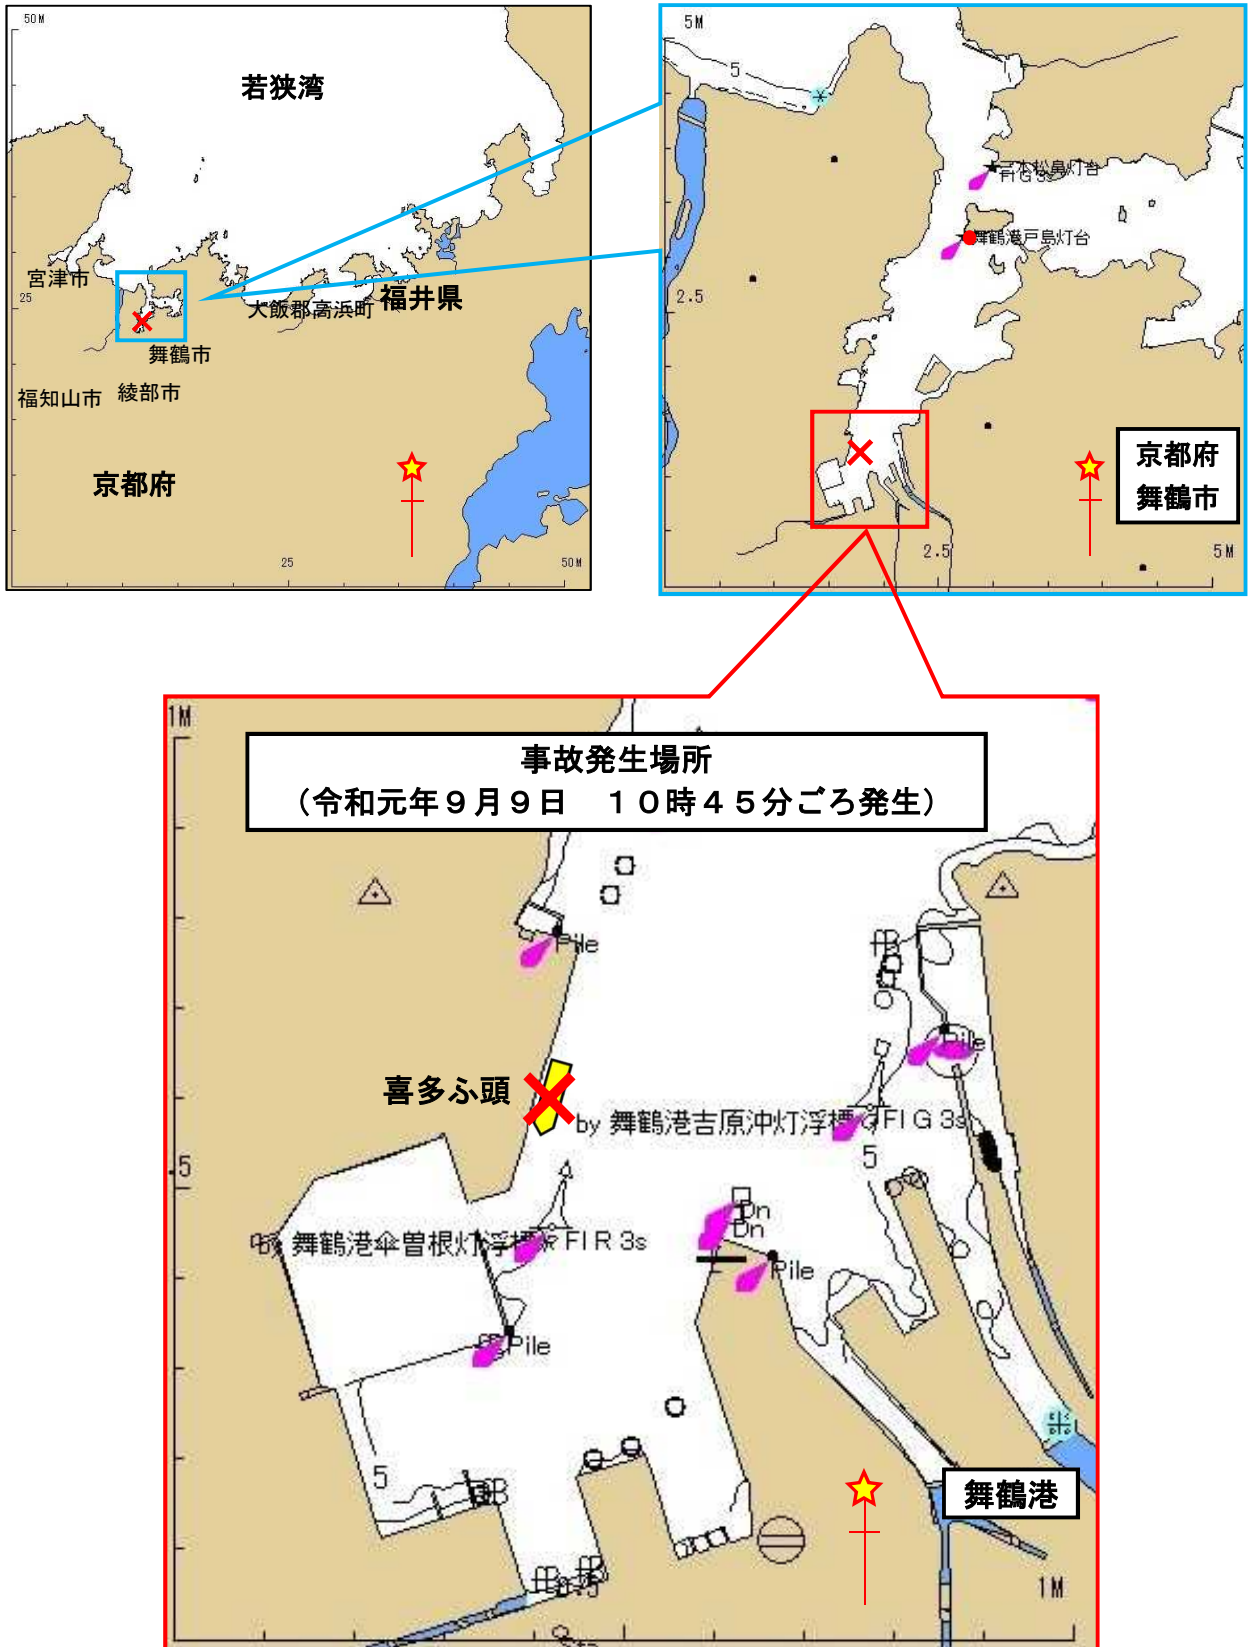 50M
若狭湾
宮津市
25
大飯郡高浜町
福井県
舞鶴市
福知山市
綾部市
京都府
25
50M
5M
5
三本松鼻灯台
Fl G 3s
舞鶴港戸島灯台
2.5
京都府
舞鶴市
2.5
5M
1M
事故発生場所
（令和元年９月９日　１０時４５分ごろ発生）
Pile
Pile
喜多ふ頭
by 舞鶴港吉原沖灯浮標
Fl G 3s
5
.5
Dn
Dn
舞鶴港傘曽根灯浮標
Fl R 3s
Pile
Pile
5
舞鶴港
1M